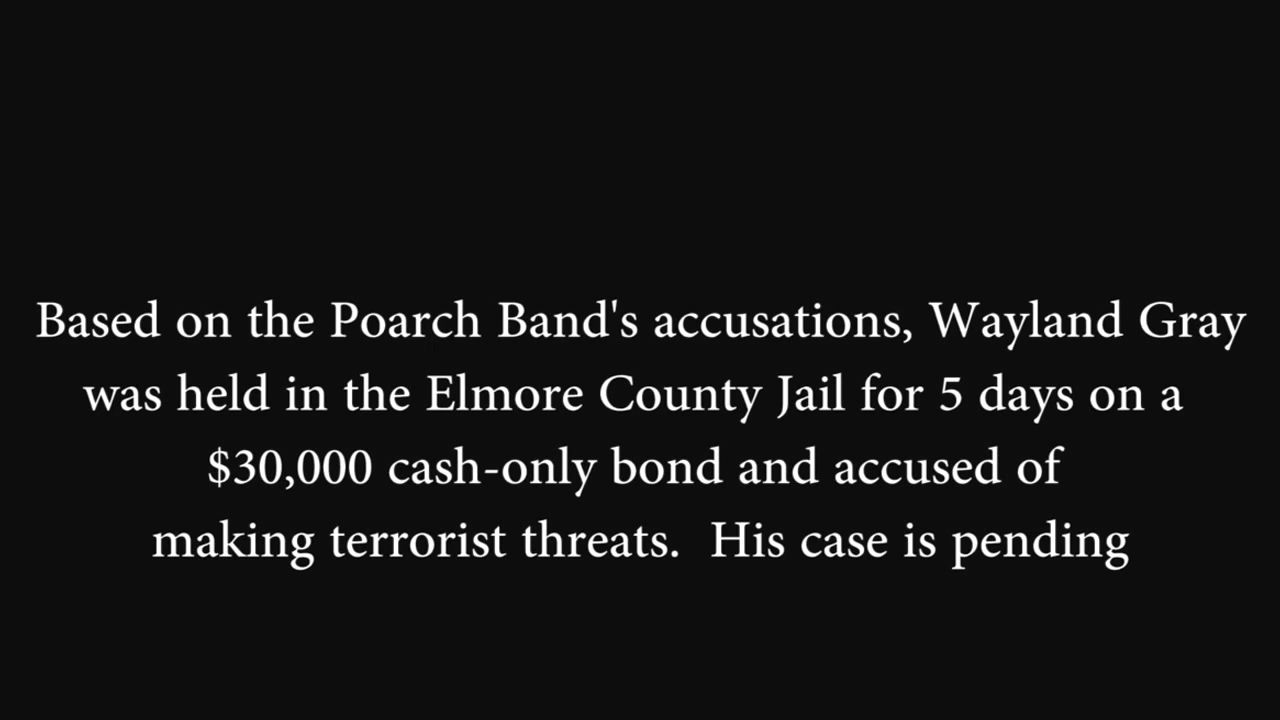 Based on the Poarch Band's accusations, Wayland Gray
was held in the Elmore County Jail for 5 days on a
$30,000 cash-only bond and accused of
making terrorist threats.  His case is pending